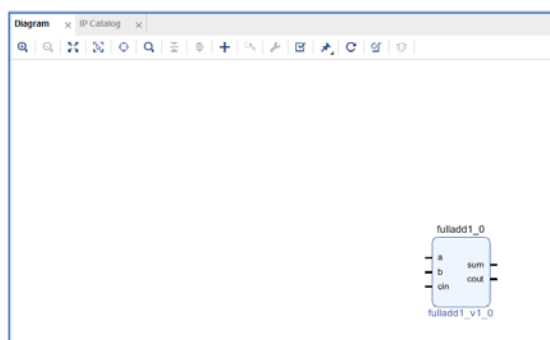 Diagram
IP Catalog
fulladd1_0
a
b
cin
sum
cout
fulladd1_v1_0